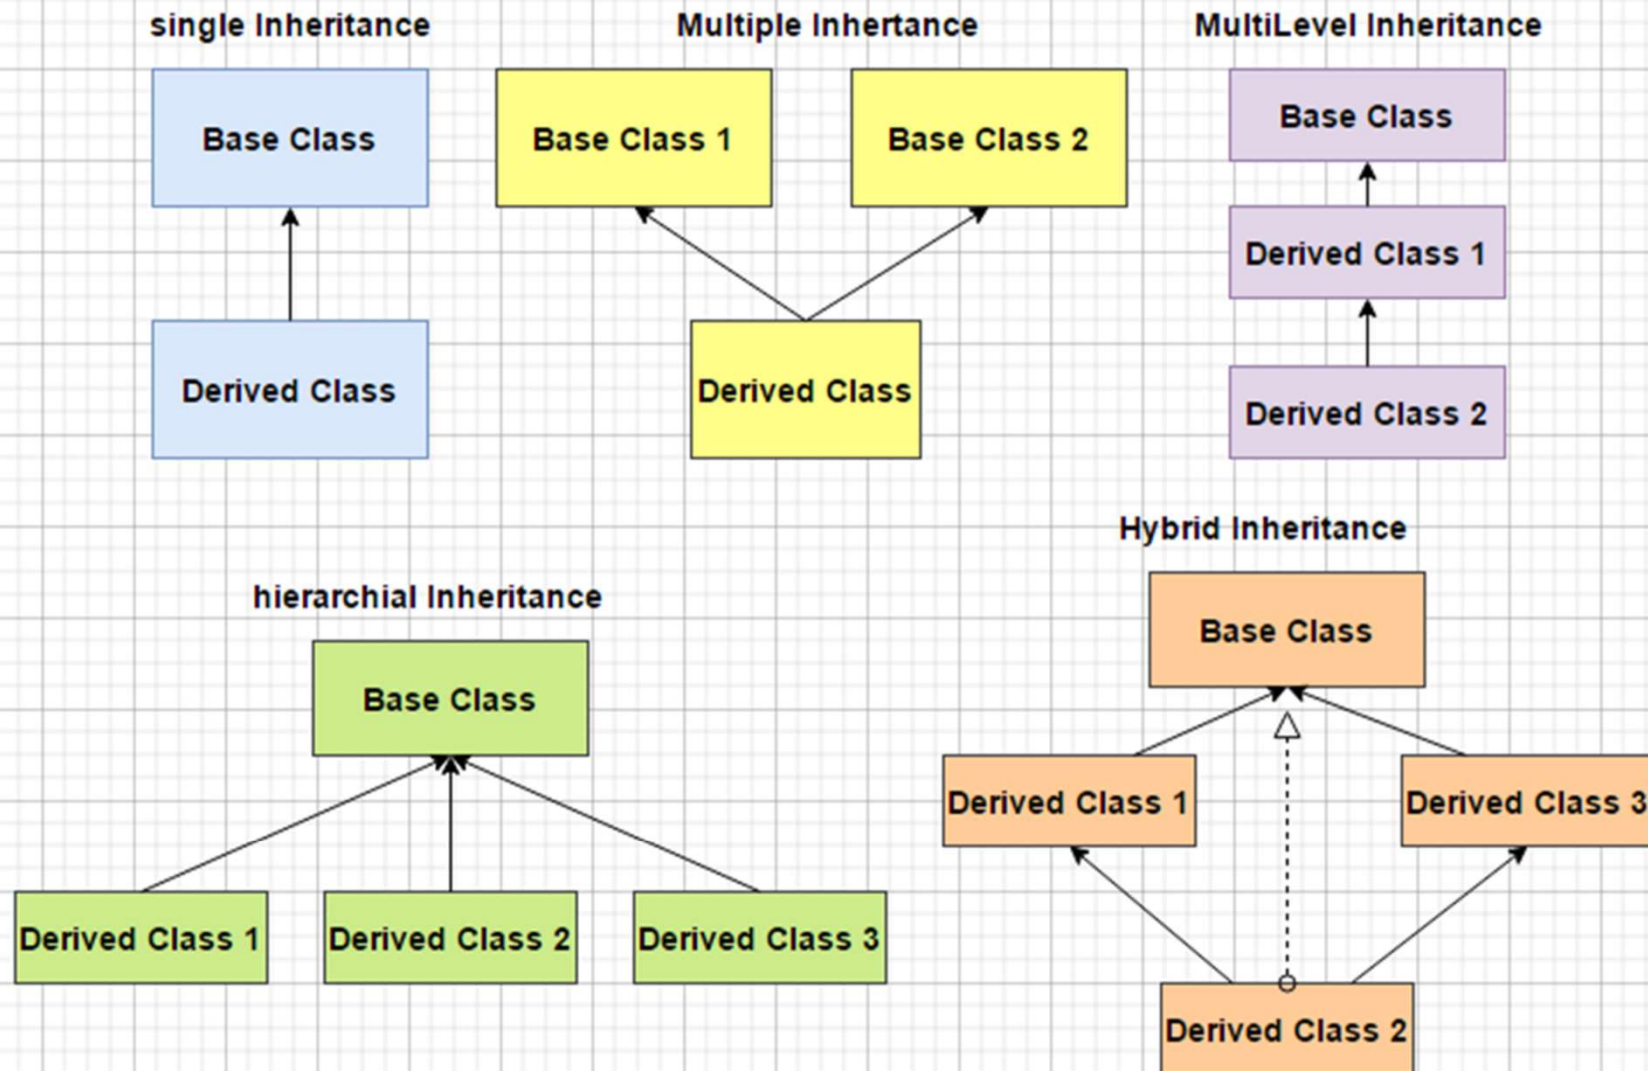 single Inheritance
Base Class
Derived Class
Multiple Inhertance
Base Class 1
Base Class 2
Derived Class
MultiLevel Inheritance
Base Class
Derived Class 1
Derived Class 2
hierarchial Inheritance
Base Class
Derived Class 1
Derived Class 2
Derived Class 3
Hybrid Inheritance
Base Class
Derived Class 1
Derived Class 3
Derived Class 2